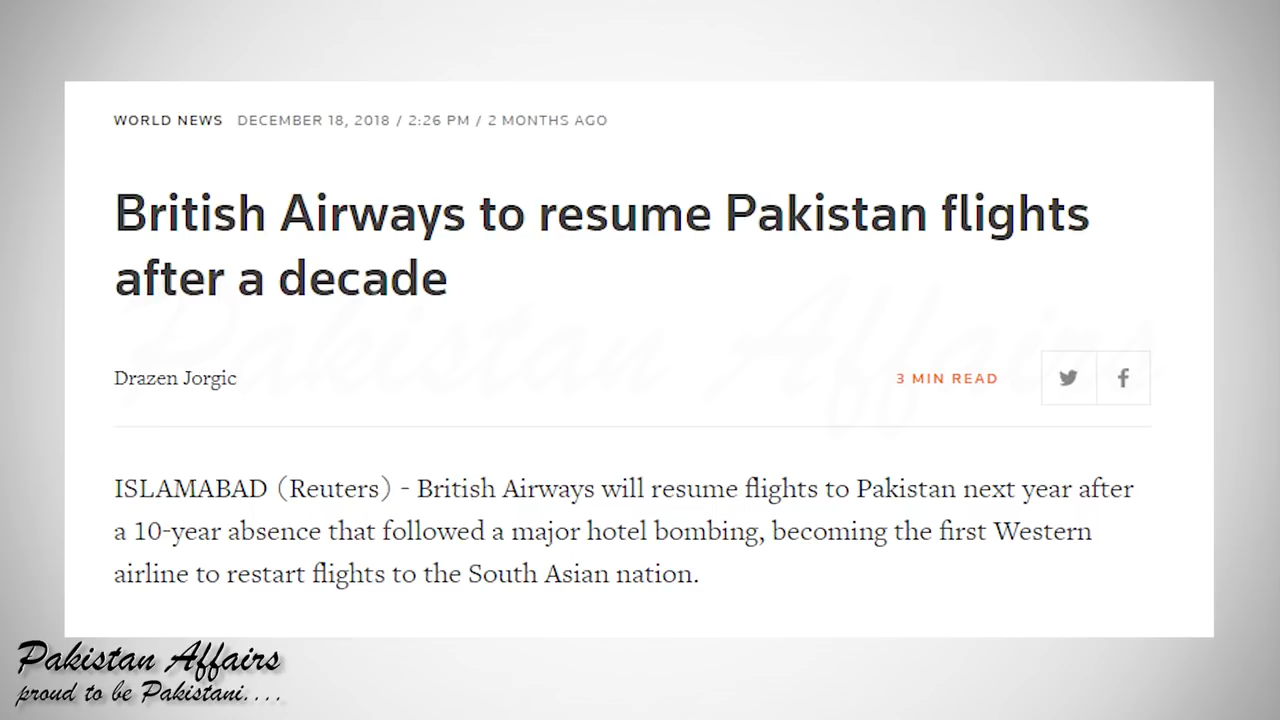 WORLD NEWS DECEMBER 18, 2018 / 2:26 PM / 2 MONTHS AGO
British Airways to resume Pakistan flights
after a decade
Pakistan Affairs
Drazen Jorgic
3 MIN READ
ISLAMABAD (Reuters) - British Airways will resume flights to Pakistan next year after
a 10-year absence that followed a major hotel bombing, becoming the first Western
airline to restart flights to the South Asian nation.
Pakistan Affairs
proud to be Pakistani....